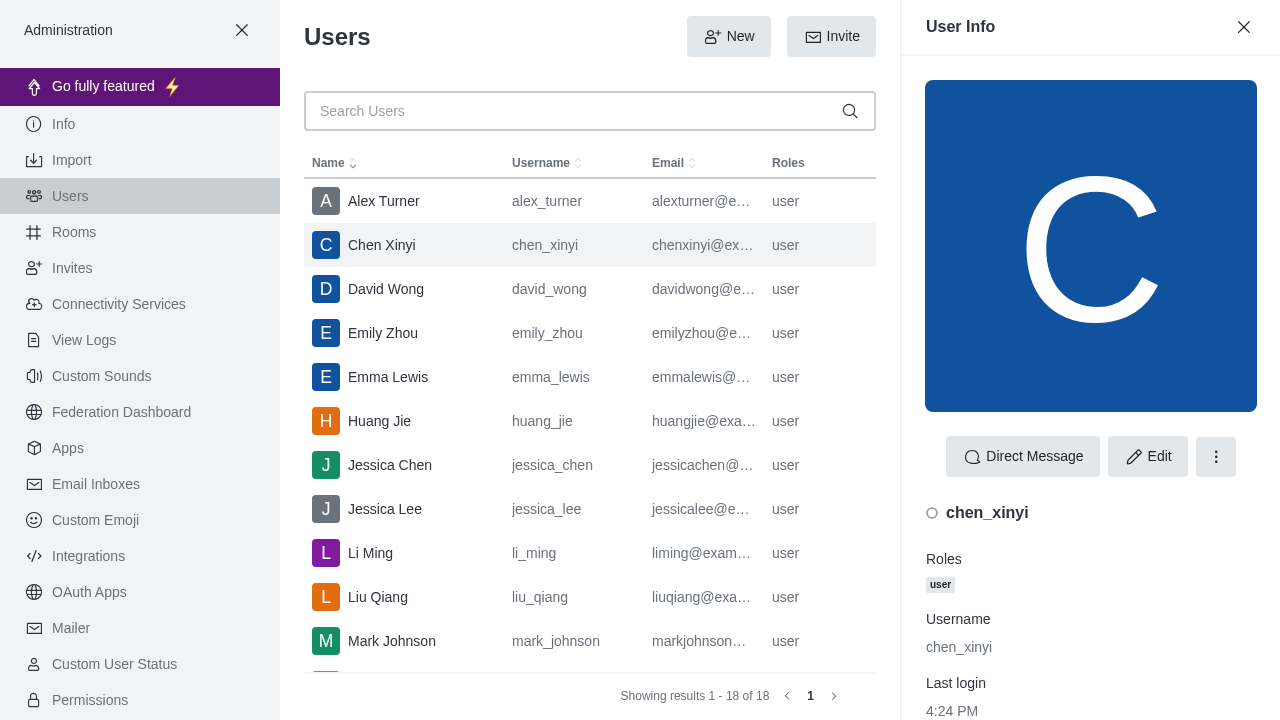 Administration
Go fully featured
Info
Import
Users
Rooms
Invites
Connectivity Services
View Logs
Custom Sounds
Federation Dashboard
Apps
Email Inboxes
Custom Emoji
Integrations
OAuth Apps
Mailer
Custom User Status
Permissions
Users
New
Invite
Search Users
Name Username Email Roles
A Alex Turner alex_turner alexturner@e… user
C Chen Xinyi chen_xinyi chenxinyi@ex… user
D David Wong david_wong davidwong@e… user
E Emily Zhou emily_zhou emilyzhou@e… user
E Emma Lewis emma_lewis emmalewis@… user
H Huang Jie huang_jie huangjie@exa… user
J Jessica Chen jessica_chen jessicachen@… user
J Jessica Lee jessica_lee jessicalee@e… user
L Li Ming li_ming liming@exam… user
L Liu Qiang liu_qiang liuqiang@exa… user
M Mark Johnson mark_johnson markjohnson… user
Showing results 1 - 18 of 18 1
User Info
C
Direct Message
Edit
chen_xinyi
Roles
user
Username
chen_xinyi
Last login
4:24 PM